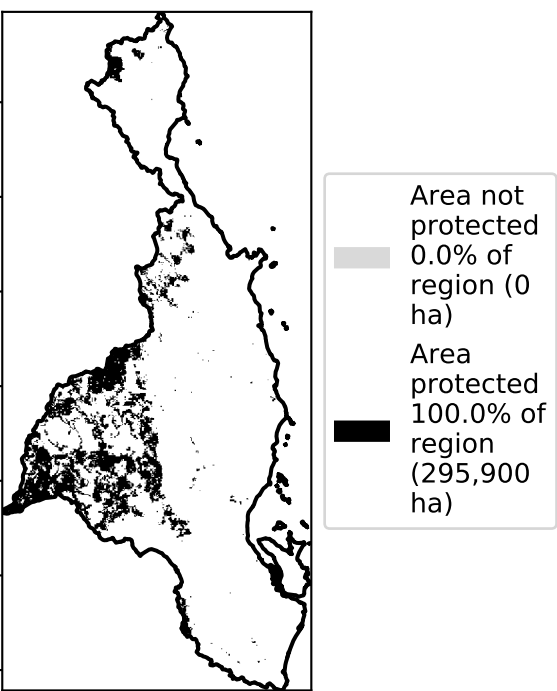 Area not
protected
0.0% of
region (0
ha)
Area
protected
100.0% of
region
(295,900
ha)